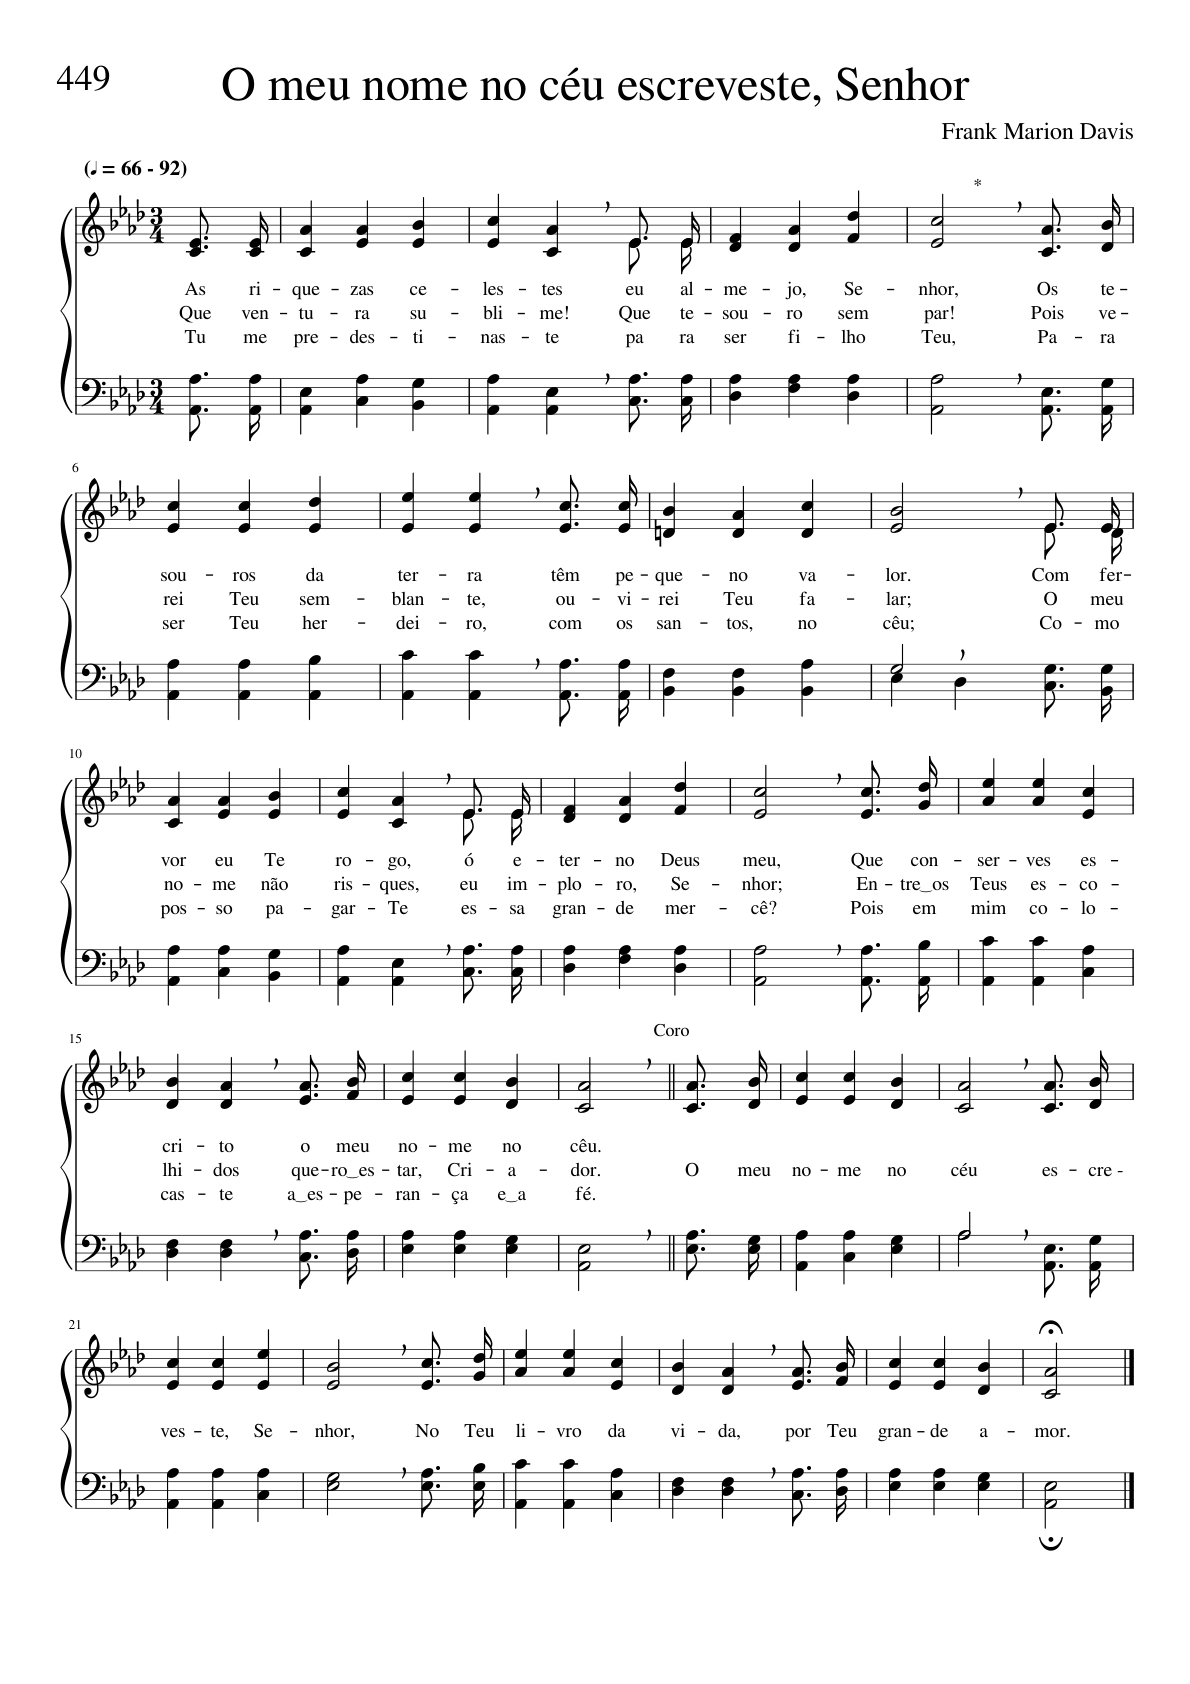 449
O meu nome no céu escreveste, Senhor
Frank Marion Davis
(♩ = 66 - 92)
*
As ri - que - zas ce - les - tes eu al - me - jo, Se - nhor, Os te -
Que ven - tu - ra su - bli - me! Que te - sou - ro sem par! Pois ve -
Tu me pre - des - ti - nas - te pa ra ser fi - lho Teu, Pa - ra
6
sou - ros da ter - ra têm pe - que - no va - lor. Com fer -
rei Teu sem - blan - te, ou - vi - rei Teu fa - lar; O meu
ser Teu her - dei - ro, com os san - tos, no cêu; Co - mo
10
vor eu Te ro - go, ó e - ter - no Deus meu, Que con - ser - ves es -
no - me não ris - ques, eu im - plo - ro, Se - nhor; En - tre‿os Teus es - co -
pos - so pa - gar - Te es - sa gran - de mer - cê? Pois em mim co - lo -
Coro
15
cri - to o meu no - me no cêu.
lhi - dos que - ro‿es - tar, Cri - a - dor. O meu no - me no céu es - cre -
cas - te a‿es - pe - ran - ça e‿a fé.
21
ves - te, Se - nhor, No Teu li - vro da vi - da, por Teu gran - de a - mor.